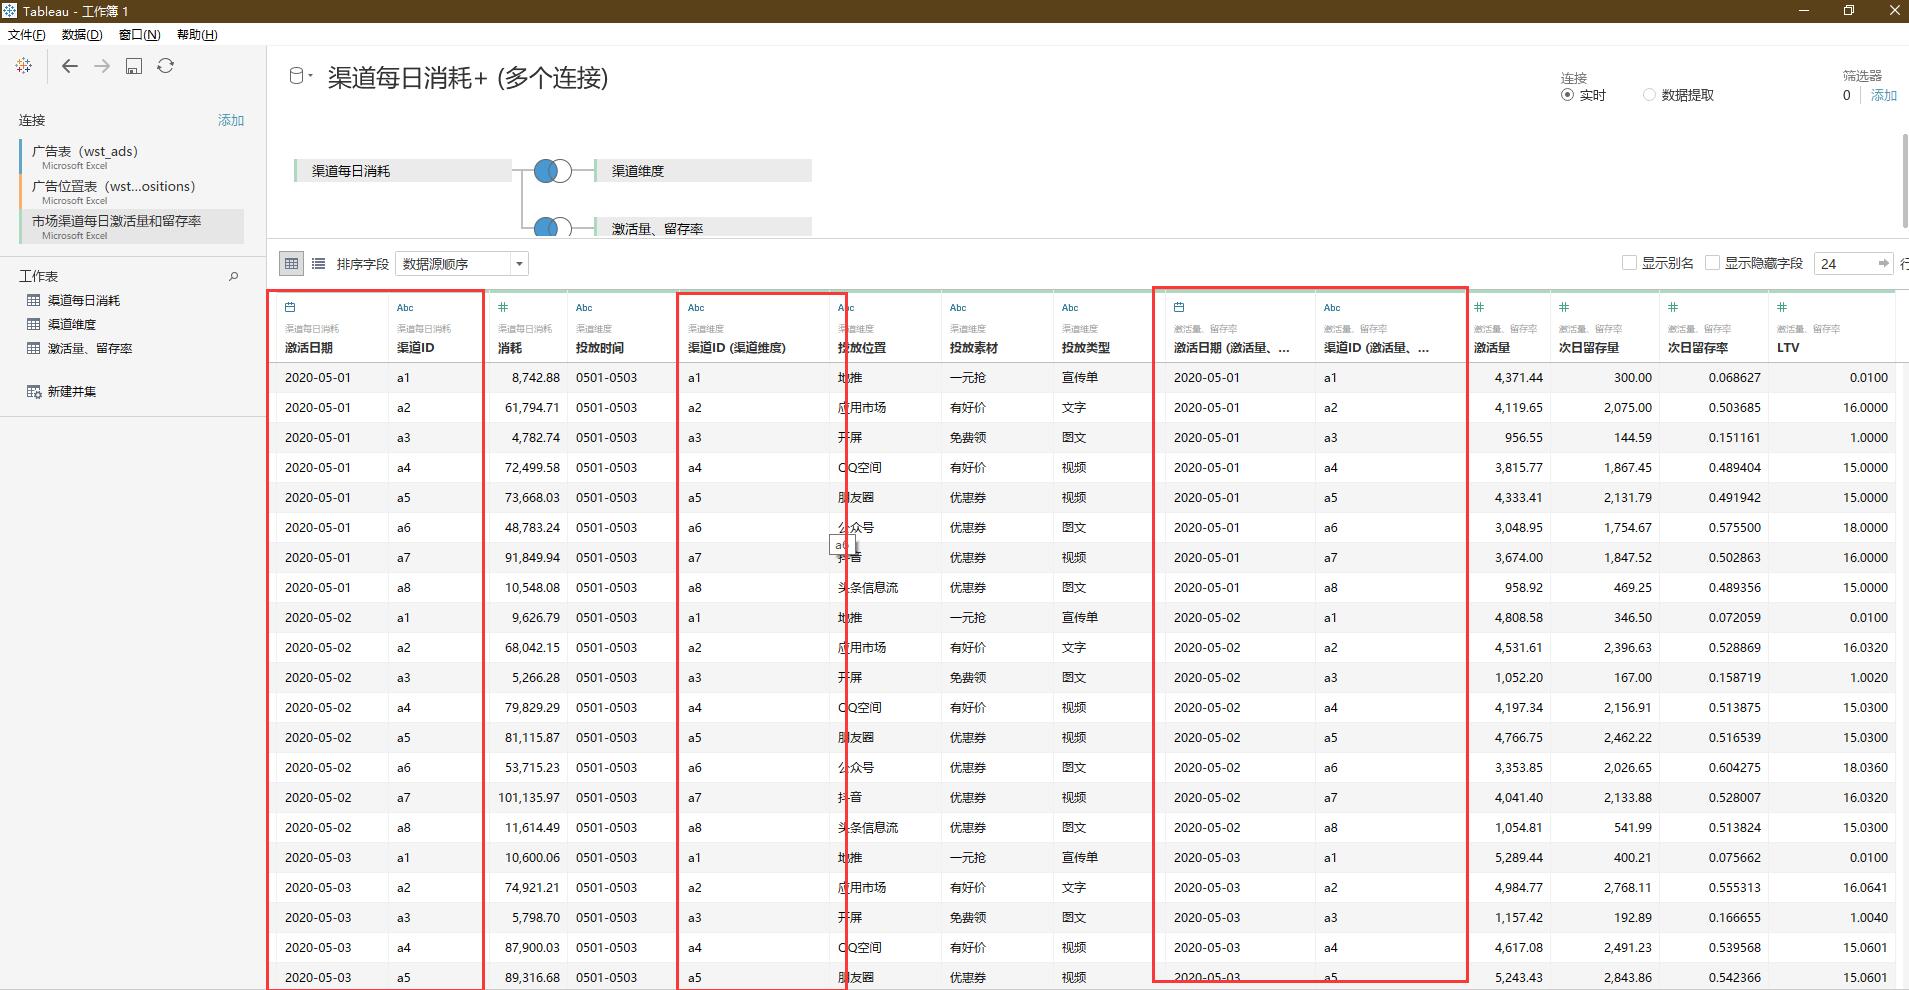 Tableau - 工作簿 1
文件(F) 数据(D) 窗口(N) 帮助(H)
连接 添加
广告表（wst_ads）
Microsoft Excel
广告位置表（wst...ositions）
Microsoft Excel
市场渠道每日激活量和留存率
Microsoft Excel
工作表
渠道每日消耗
渠道维度
激活量、留存率
新建并集
渠道每日消耗+ (多个连接)
连接
实时 数据提取
筛选器
0 添加
渠道每日消耗 渠道维度
激活量、留存率
排序字段 数据源顺序 显示别名 显示隐藏字段 24 行
Abc # Abc Abc Abc Abc Abc Abc # # # #
渠道每日消耗 渠道每日消耗 渠道每日消耗 渠道维度 渠道维度 渠道维度 渠道维度 渠道维度 激活量、留存率 激活量、留存率 激活量、留存率 激活量、留存率 激活量、留存率 激活量、留存率
激活日期 渠道ID 消耗 投放时间 渠道ID (渠道维度) 投放位置 投放素材 投放类型 激活日期 (激活量、... 渠道ID (激活量、... 激活量 次日留存量 次日留存率 LTV
2020-05-01 a1 8,742.88 0501-0503 a1 地推 一元抢 宣传单 2020-05-01 a1 4,371.44 300.00 0.068627 0.0100
2020-05-01 a2 61,794.71 0501-0503 a2 应用市场 有好价 文字 2020-05-01 a2 4,119.65 2,075.00 0.503685 16.0000
2020-05-01 a3 4,782.74 0501-0503 a3 开屏 免费领 图文 2020-05-01 a3 956.55 144.59 0.151161 1.0000
2020-05-01 a4 72,499.58 0501-0503 a4 QQ空间 有好价 视频 2020-05-01 a4 3,815.77 1,867.45 0.489404 15.0000
2020-05-01 a5 73,668.03 0501-0503 a5 朋友圈 优惠券 视频 2020-05-01 a5 4,333.41 2,131.79 0.491942 15.0000
2020-05-01 a6 48,783.24 0501-0503 a6 公众号 优惠券 图文 2020-05-01 a6 3,048.95 1,754.67 0.575500 18.0000
a6
2020-05-01 a7 91,849.94 0501-0503 a7 抖音 优惠券 视频 2020-05-01 a7 3,674.00 1,847.52 0.502863 16.0000
2020-05-01 a8 10,548.08 0501-0503 a8 头条信息流 优惠券 图文 2020-05-01 a8 958.92 469.25 0.489356 15.0000
2020-05-02 a1 9,626.79 0501-0503 a1 地推 一元抢 宣传单 2020-05-02 a1 4,808.58 346.50 0.072059 0.0100
2020-05-02 a2 68,042.15 0501-0503 a2 应用市场 有好价 文字 2020-05-02 a2 4,531.61 2,396.63 0.528869 16.0320
2020-05-02 a3 5,266.28 0501-0503 a3 开屏 免费领 图文 2020-05-02 a3 1,052.20 167.00 0.158719 1.0020
2020-05-02 a4 79,829.29 0501-0503 a4 QQ空间 有好价 视频 2020-05-02 a4 4,197.34 2,156.91 0.513875 15.0300
2020-05-02 a5 81,115.87 0501-0503 a5 朋友圈 优惠券 视频 2020-05-02 a5 4,766.75 2,462.22 0.516539 15.0300
2020-05-02 a6 53,715.23 0501-0503 a6 公众号 优惠券 图文 2020-05-02 a6 3,353.85 2,026.65 0.604275 18.0360
2020-05-02 a7 101,135.97 0501-0503 a7 抖音 优惠券 视频 2020-05-02 a7 4,041.40 2,133.88 0.528007 16.0320
2020-05-02 a8 11,614.49 0501-0503 a8 头条信息流 优惠券 图文 2020-05-02 a8 1,054.81 541.99 0.513824 15.0300
2020-05-03 a1 10,600.06 0501-0503 a1 地推 一元抢 宣传单 2020-05-03 a1 5,289.44 400.21 0.075662 0.0100
2020-05-03 a2 74,921.21 0501-0503 a2 应用市场 有好价 文字 2020-05-03 a2 4,984.77 2,768.11 0.555313 16.0641
2020-05-03 a3 5,798.70 0501-0503 a3 开屏 免费领 图文 2020-05-03 a3 1,157.42 192.89 0.166655 1.0040
2020-05-03 a4 87,900.03 0501-0503 a4 QQ空间 有好价 视频 2020-05-03 a4 4,617.08 2,491.23 0.539568 15.0601
2020-05-03 a5 89,316.68 0501-0503 a5 朋友圈 优惠券 视频 2020-05-03 a5 5,243.43 2,843.86 0.542366 15.0601